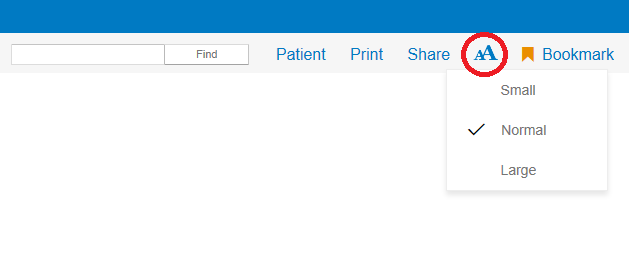 Find Patient Print Share AA Bookmark
Small
Normal
Large